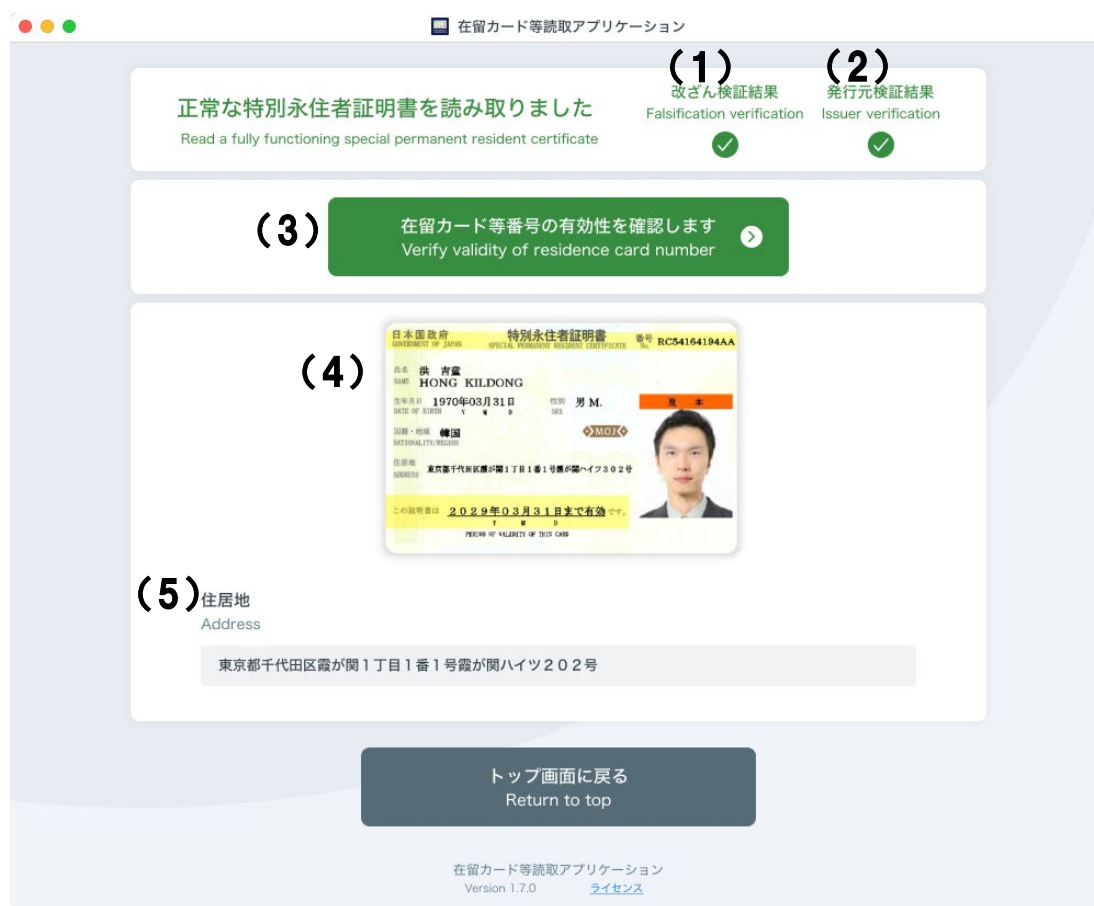 在留カード等読取アプリケーション
(1)
(2)
正常な特別永住者証明書を読み取りました
Read a fully functioning special permanent resident certificate
改ざん検証結果
Falsification verification
発行元検証結果
Issuer verification
(3)
在留カード等番号の有効性を確認します
Verify validity of residence card number
(4)
日本国政府 特別永住者証明書 番号 RC54164194AA
GOVERNMENT OF JAPAN SPECIAL PERMANENT RESIDENT CERTIFICATE No.
氏名 洪 吉童
NAME HONG KILDONG
生年月日 1970年03月31日 性別 男 M.
DATE OF BIRTH Y M D SEX
見 本
国籍・地域 韓国
NATIONALITY/REGION
MOJ
住居地 東京都千代田区霞が関1丁目1番1号霞が関ハイツ302号
ADDRESS
この証明書は 2029年03月31日まで有効 です。
Y M D
PERIOD OF VALIDITY OF THIS CARD
(5)
住居地
Address
東京都千代田区霞が関1丁目1番1号霞が関ハイツ202号
トップ画面に戻る
Return to top
在留カード等読取アプリケーション
Version 1.7.0 ライセンス